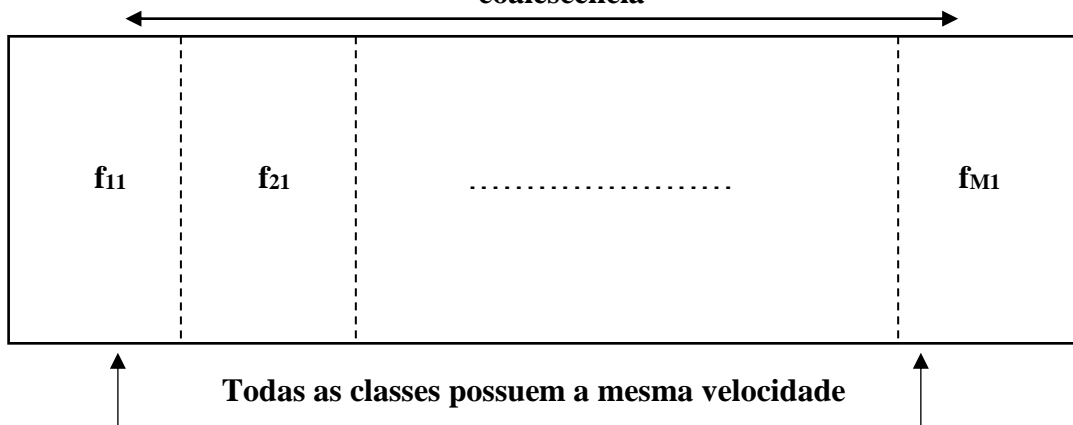 coalescência
f11 f21 ........................ fM1
Todas as classes possuem a mesma velocidade